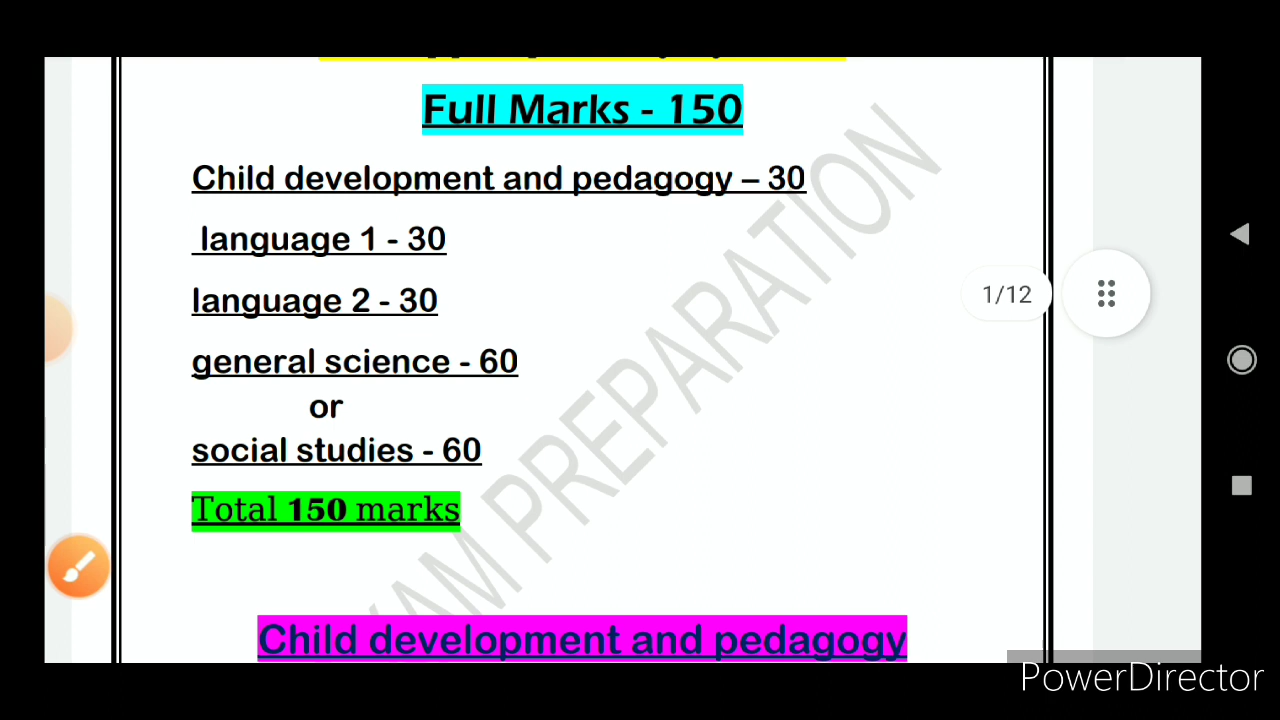 Full Marks - 150
Child development and pedagogy – 30
language 1 - 30
language 2 - 30
general science - 60
or
social studies - 60
Total 150 marks
Child development and pedagogy
1/12
PREPARATION
PowerDirector